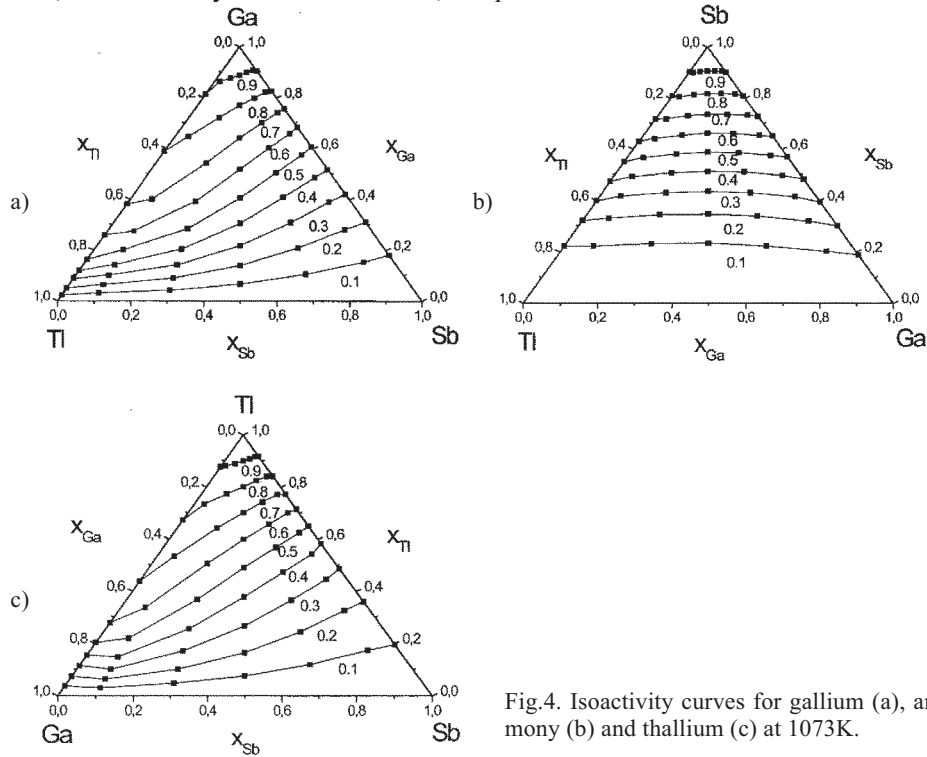 Ga
0,0 1,0
0.9
0,2 0,8
0.8
0.7
X_Tl 0,4 0,6 X_Ga
0.6
0.5
0.4
0,6 0,4
a)
0.3
0,8 0.2 0,2
0.1
1,0 0,0
0,0 0,2 0,4 0,6 0,8 1,0
Tl X_Sb Sb
Sb
0,0 1,0
0.9
0,2 0,8
0.8
0.7
X_Tl 0,4 0,6 X_Sb
0.6
0.5
0.4
0,6 0,4
b)
0.3
0.2
0,8 0,2
0.1
1,0 0,0
0,0 0,2 0,4 0,6 0,8 1,0
Tl X_Ga Ga
Tl
0,0 1,0
0.9
0,2 0,8
0.8
0.7
X_Ga 0,4 0,6 X_Tl
0.6
0.5
0.4
0,6 0,4
c)
0.3
0,8 0.2 0,2
0.1
1,0 0,0
0,0 0,2 0,4 0,6 0,8 1,0
Ga X_Sb Sb
Fig.4. Isoactivity curves for gallium (a), an
mony (b) and thallium (c) at 1073K.